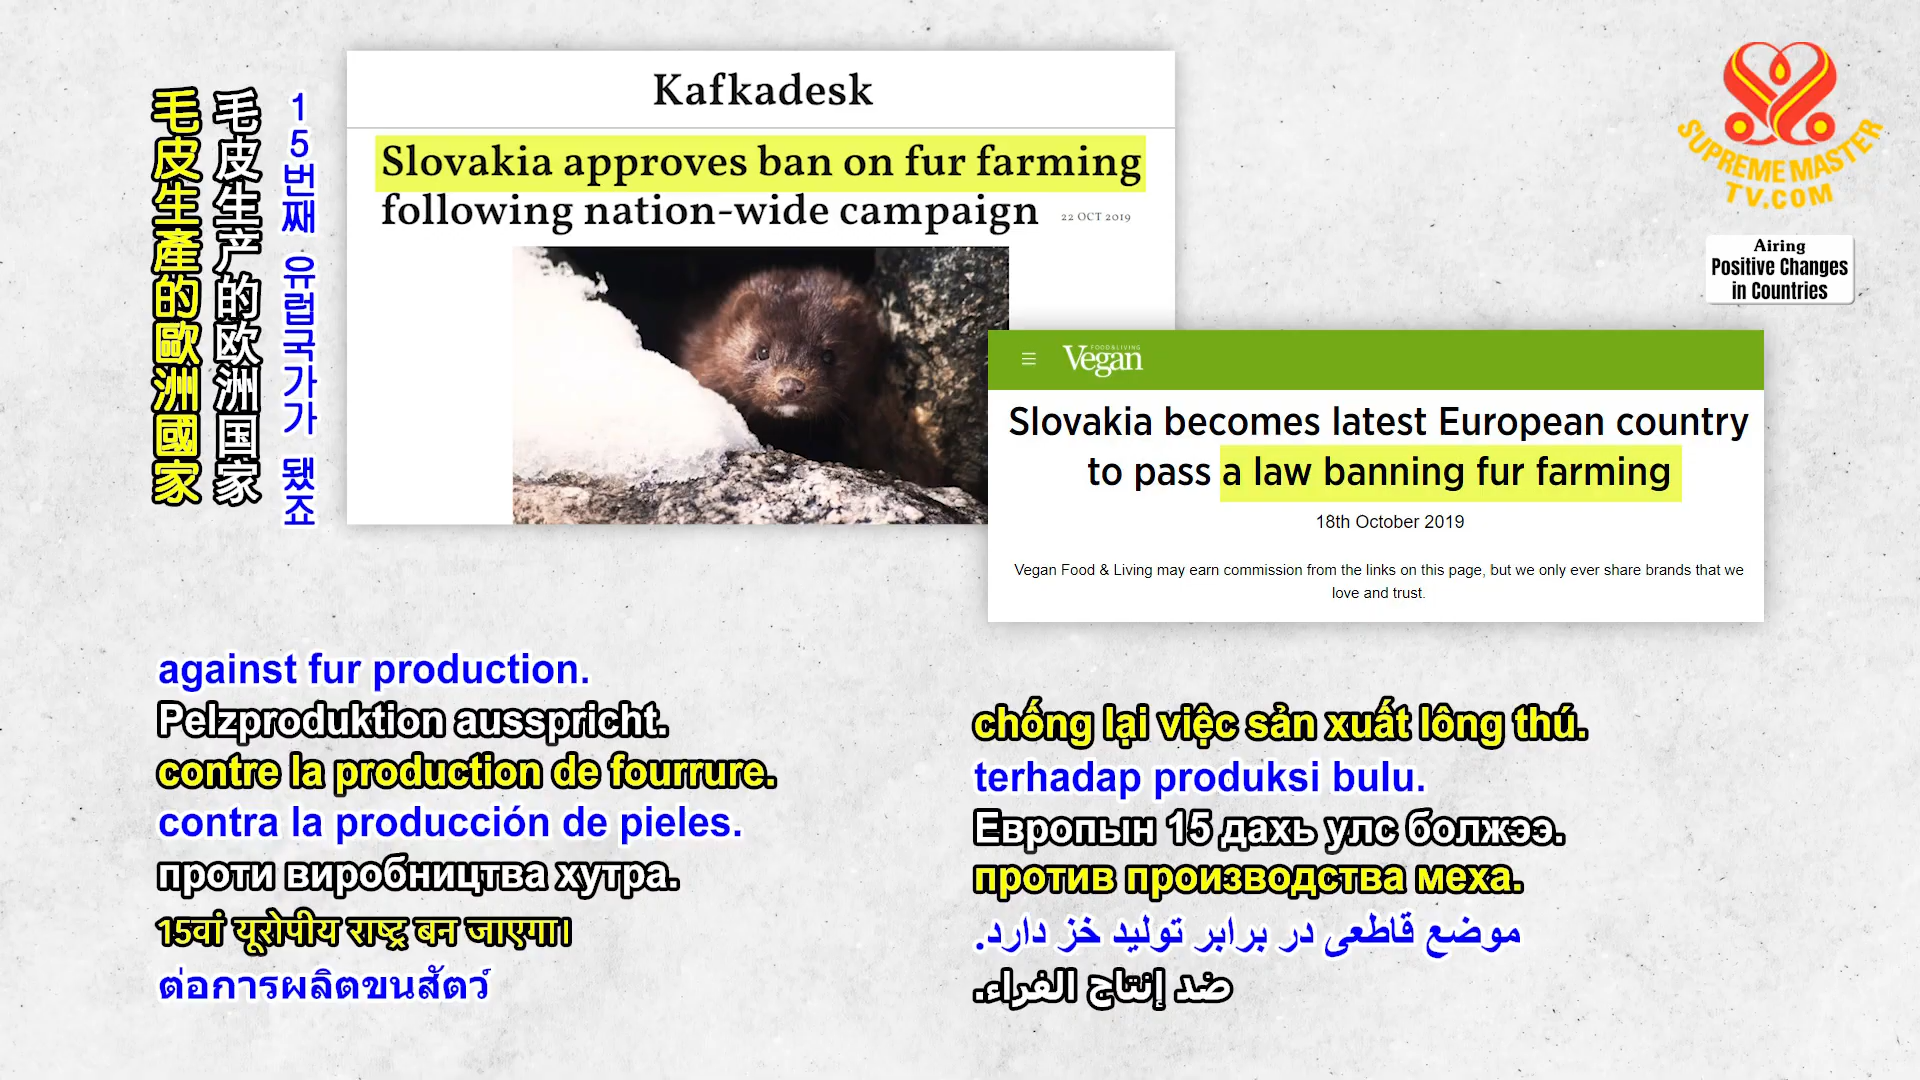 毛皮生產的歐洲國家
毛皮生产的欧洲国家
15번째 유럽국가가 됐죠
Kafkadesk
Slovakia approves ban on fur farming
following nation-wide campaign 22 OCT 2019
SUPREME MASTER
TV.COM
Airing
Positive Changes
in Countries
FOOD & LIVING
Vegan
Slovakia becomes latest European country
to pass a law banning fur farming
18th October 2019
Vegan Food & Living may earn commission from the links on this page, but we only ever share brands that we
love and trust.
against fur production.
Pelzproduktion ausspricht.
contre la production de fourrure.
contra la producción de pieles.
проти виробництва хутра.
15वां यूरोपीय राष्ट्र बन जाएगा।
ต่อการผลิตขนสัตว์
chống lại việc sản xuất lông thú.
terhadap produksi bulu.
Европын 15 дахь улс болжээ.
против производства меха.
موضع قاطعی در برابر تولید خز دارد.
ضد إنتاج الفراء.